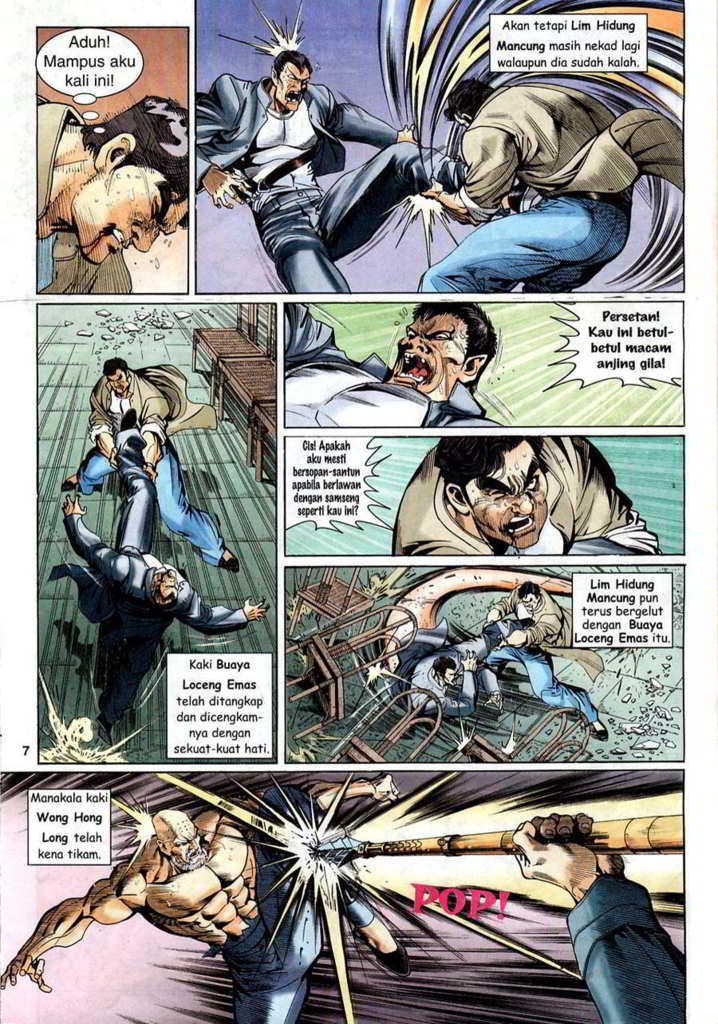 Aduh!
Mampus aku
kali ini!
Akan tetapi Lim Hidung
Mancung masih nekad lagi
walaupun dia sudah kalah.
Persetan!
Kau ini betul-
betul macam
anjing gila!
Cis! Apakah
aku mesti
bersopan-santun
apabila berlawan
dengan samseng
seperti kau ini?
Kaki Buaya
Loceng Emas
telah ditangkap
dan dicengkam-
nya dengan
sekuat-kuat hati.
Lim Hidung
Mancung pun
terus bergelut
dengan Buaya
Loceng Emas itu.
7
Manakala kaki
Wong Hong
Long telah
kena tikam.
POP!